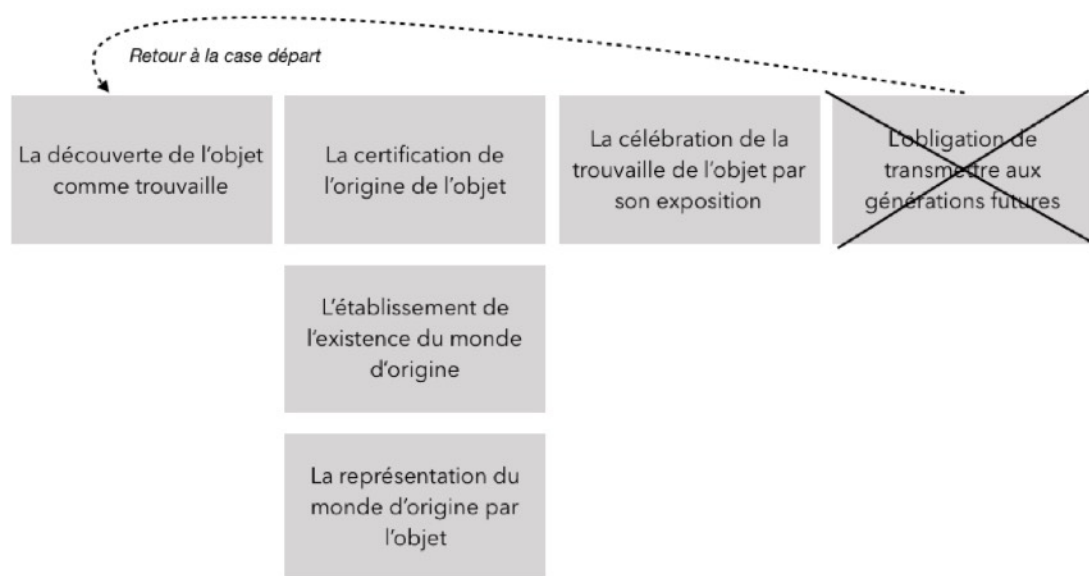 Retour à la case départ
La découverte de l'objet
comme trouvaille
La certification de
l'origine de l'objet
La célébration de la
trouvaille de l'objet par
son exposition
L'obligation de
transmettre aux
générations futures
L'établissement de
l'existence du monde
d'origine
La représentation du
monde d'origine par
l'objet